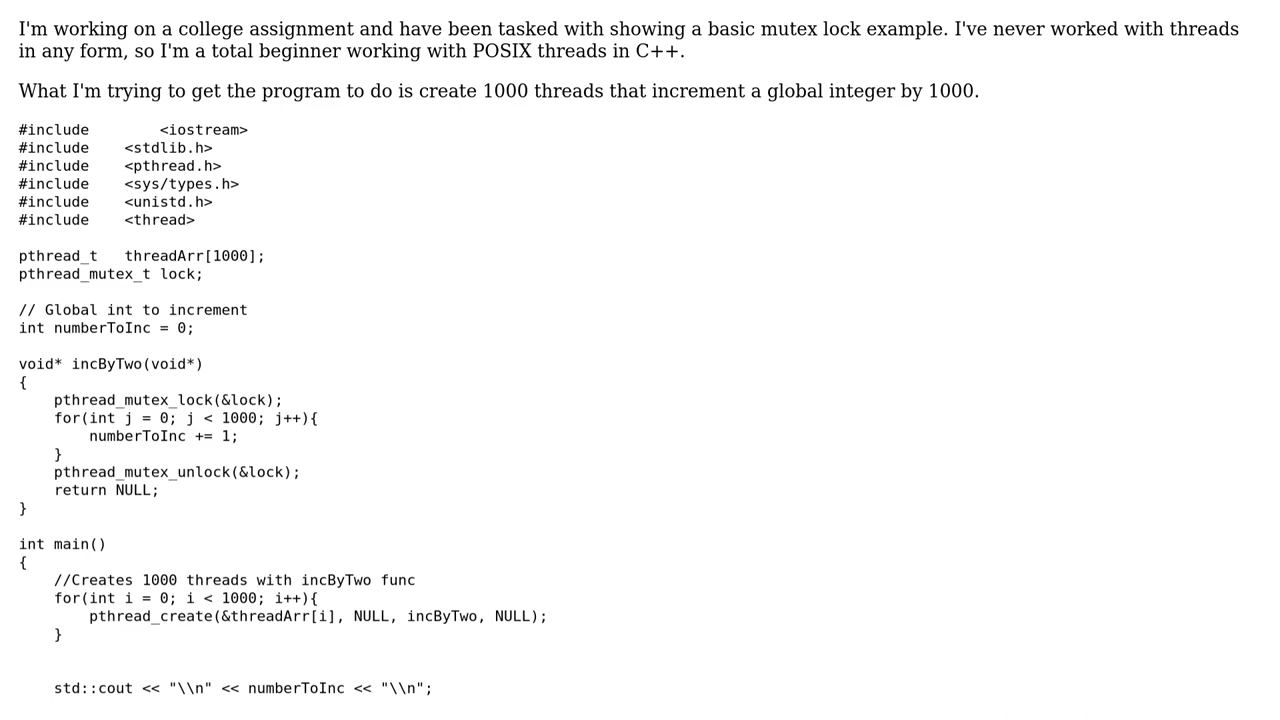 I'm working on a college assignment and have been tasked with showing a basic mutex lock example. I've never worked with threads
in any form, so I'm a total beginner working with POSIX threads in C++.
What I'm trying to get the program to do is create 1000 threads that increment a global integer by 1000.
#include        <iostream>
#include    <stdlib.h>
#include    <pthread.h>
#include    <sys/types.h>
#include    <unistd.h>
#include    <thread>
pthread_t   threadArr[1000];
pthread_mutex_t lock;
// Global int to increment
int numberToInc = 0;
void* incByTwo(void*)
{
    pthread_mutex_lock(&lock);
    for(int j = 0; j < 1000; j++){
        numberToInc += 1;
    }
    pthread_mutex_unlock(&lock);
    return NULL;
}
int main()
{
    //Creates 1000 threads with incByTwo func
    for(int i = 0; i < 1000; i++){
        pthread_create(&threadArr[i], NULL, incByTwo, NULL);
    }
    std::cout << "\\n" << numberToInc << "\\n";